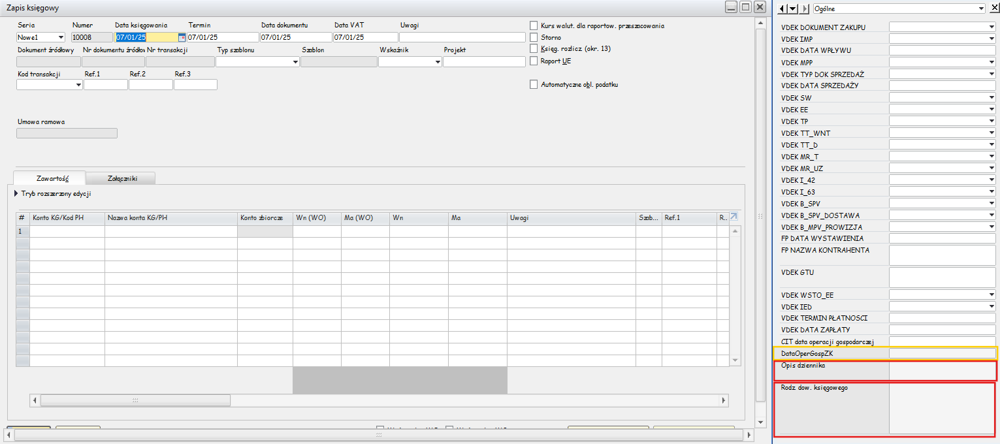 Zapis księgowy
Seria Numer Data księgowania Termin Data dokumentu Data VAT Uwagi
Nowe1 10008 07/01/25 07/01/25 07/01/25 07/01/25
Dokument źródłowy Nr dokumentu źródłow Nr transakcji Typ szablonu Szablon Wskaźnik Projekt
Kod transakcji Ref.1 Ref.2 Ref.3
Kurs walut. dla raportow. przeszacowania
Storno
Księg. rozlicz (okr. 13)
Raport UE
Automatyczne obl. podatku
Umowa ramowa
Zawartość Załączniki
Tryb rozszerzony edycji
# Konto KG/Kod PH Nazwa konta KG/PH Konto zbiorcze Wn (WO) Ma (WO) Wn Ma Uwagi Szab... Ref.1 R..
1
Ogólne
VDEK DOKUMENT ZAKUPU
VDEK IMP
VDEK DATA WPŁYWU
VDEK MPP
VDEK TYP DOK SPRZEDAŻ
VDEK DATA SPRZEDAŻY
VDEK SW
VDEK EE
VDEK TP
VDEK TT_WNT
VDEK TT_D
VDEK MR_T
VDEK MR_UZ
VDEK I_42
VDEK I_63
VDEK B_SPV
VDEK B_SPV_DOSTAWA
VDEK B_MPV_PROWIZJA
FP DATA WYSTAWIENIA
FP NAZWA KONTRAHENTA
VDEK GTU
VDEK WSTO_EE
VDEK IED
VDEK TERMIN PŁATNOSCI
VDEK DATA ZAPŁATY
CIT data operacji gospodarczej
DataOperGospZK
Opis dziennika
Rodz dow. księgowego